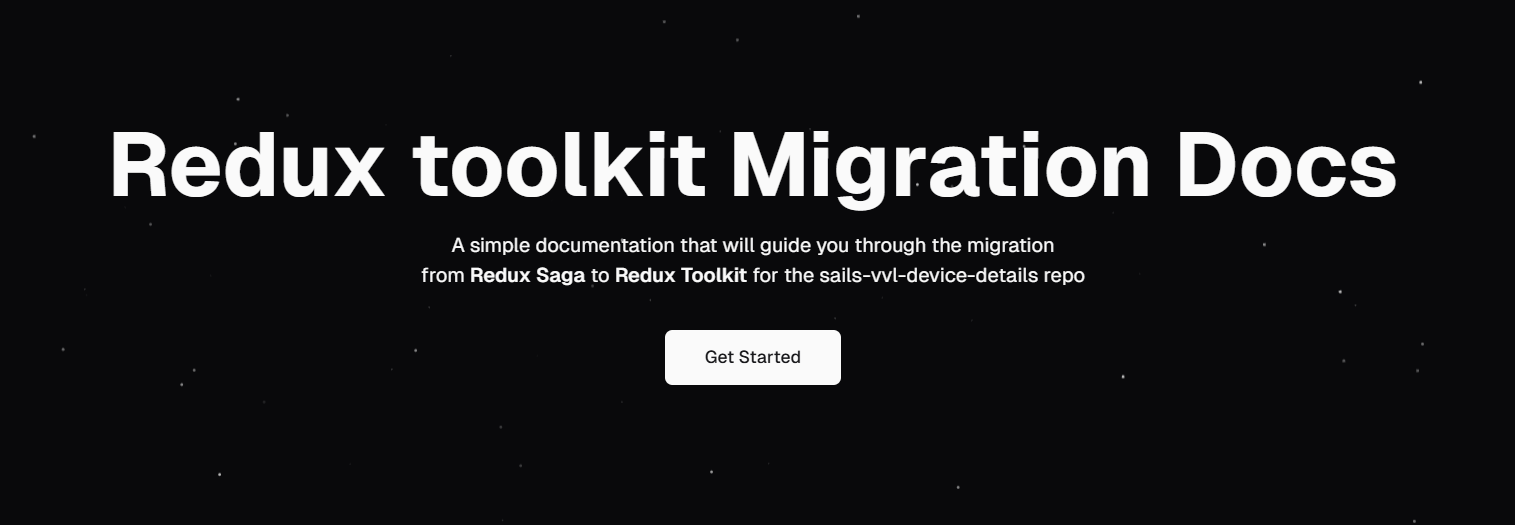 Redux toolkit Migration Docs
A simple documentation that will guide you through the migration
from Redux Saga to Redux Toolkit for the sails-vvl-device-details repo
Get Started